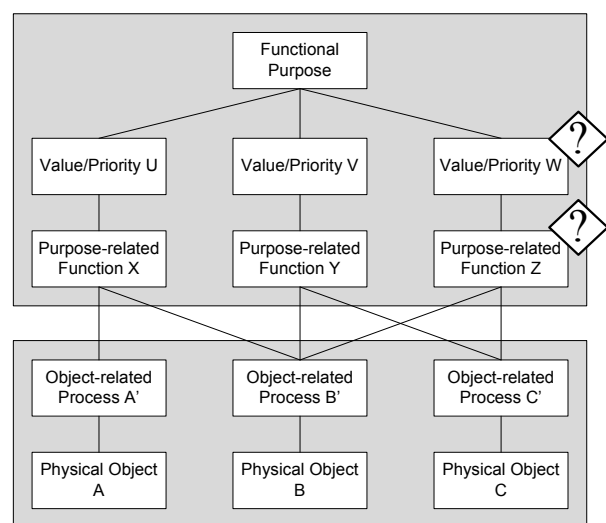 Functional
Purpose
?
Value/Priority U
Value/Priority V
Value/Priority W
?
Purpose-related
Function X
Purpose-related
Function Y
Purpose-related
Function Z
Object-related
Process A’
Object-related
Process B’
Object-related
Process C’
Physical Object
A
Physical Object
B
Physical Object
C